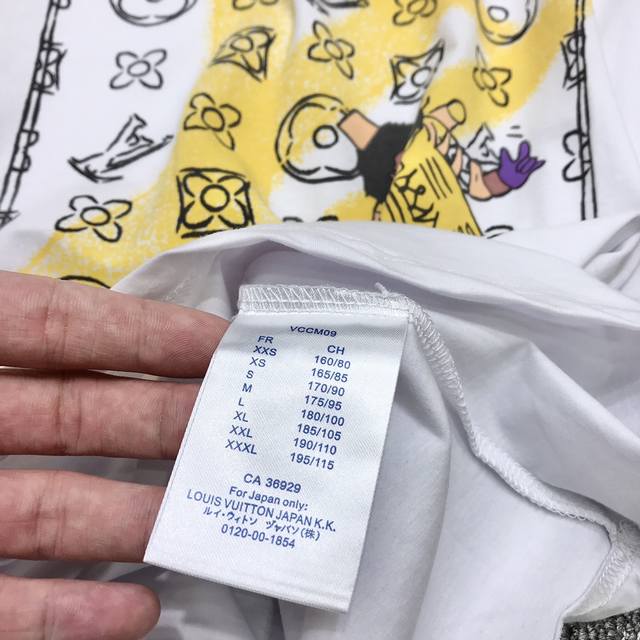 VCCM09
FR CH
XXS 160/80
XS 165/85
S 170/90
M 175/95
L 180/100
XL 185/105
XXL 190/110
XXXL 195/115
CA 36929
For Japan only:
LOUIS VUITTON JAPAN K.K.
ルイ・ヴィトン ジャパン(株)
0120-00-1854